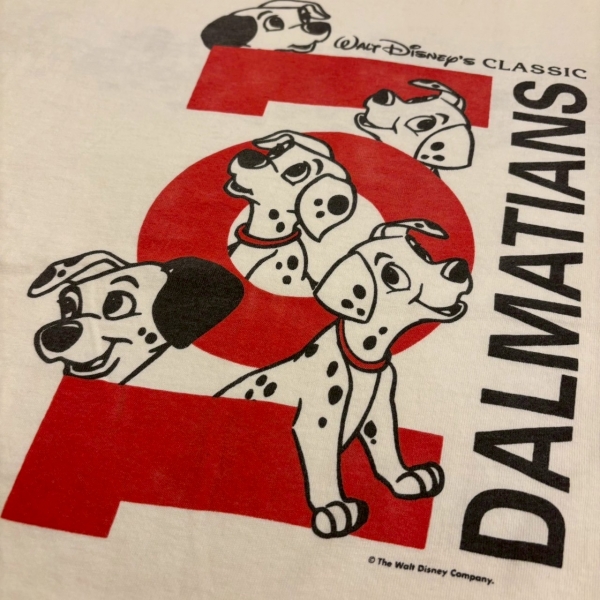 Walt Disney's CLASSIC
101
DALMATIANS
© The Walt Disney Company.